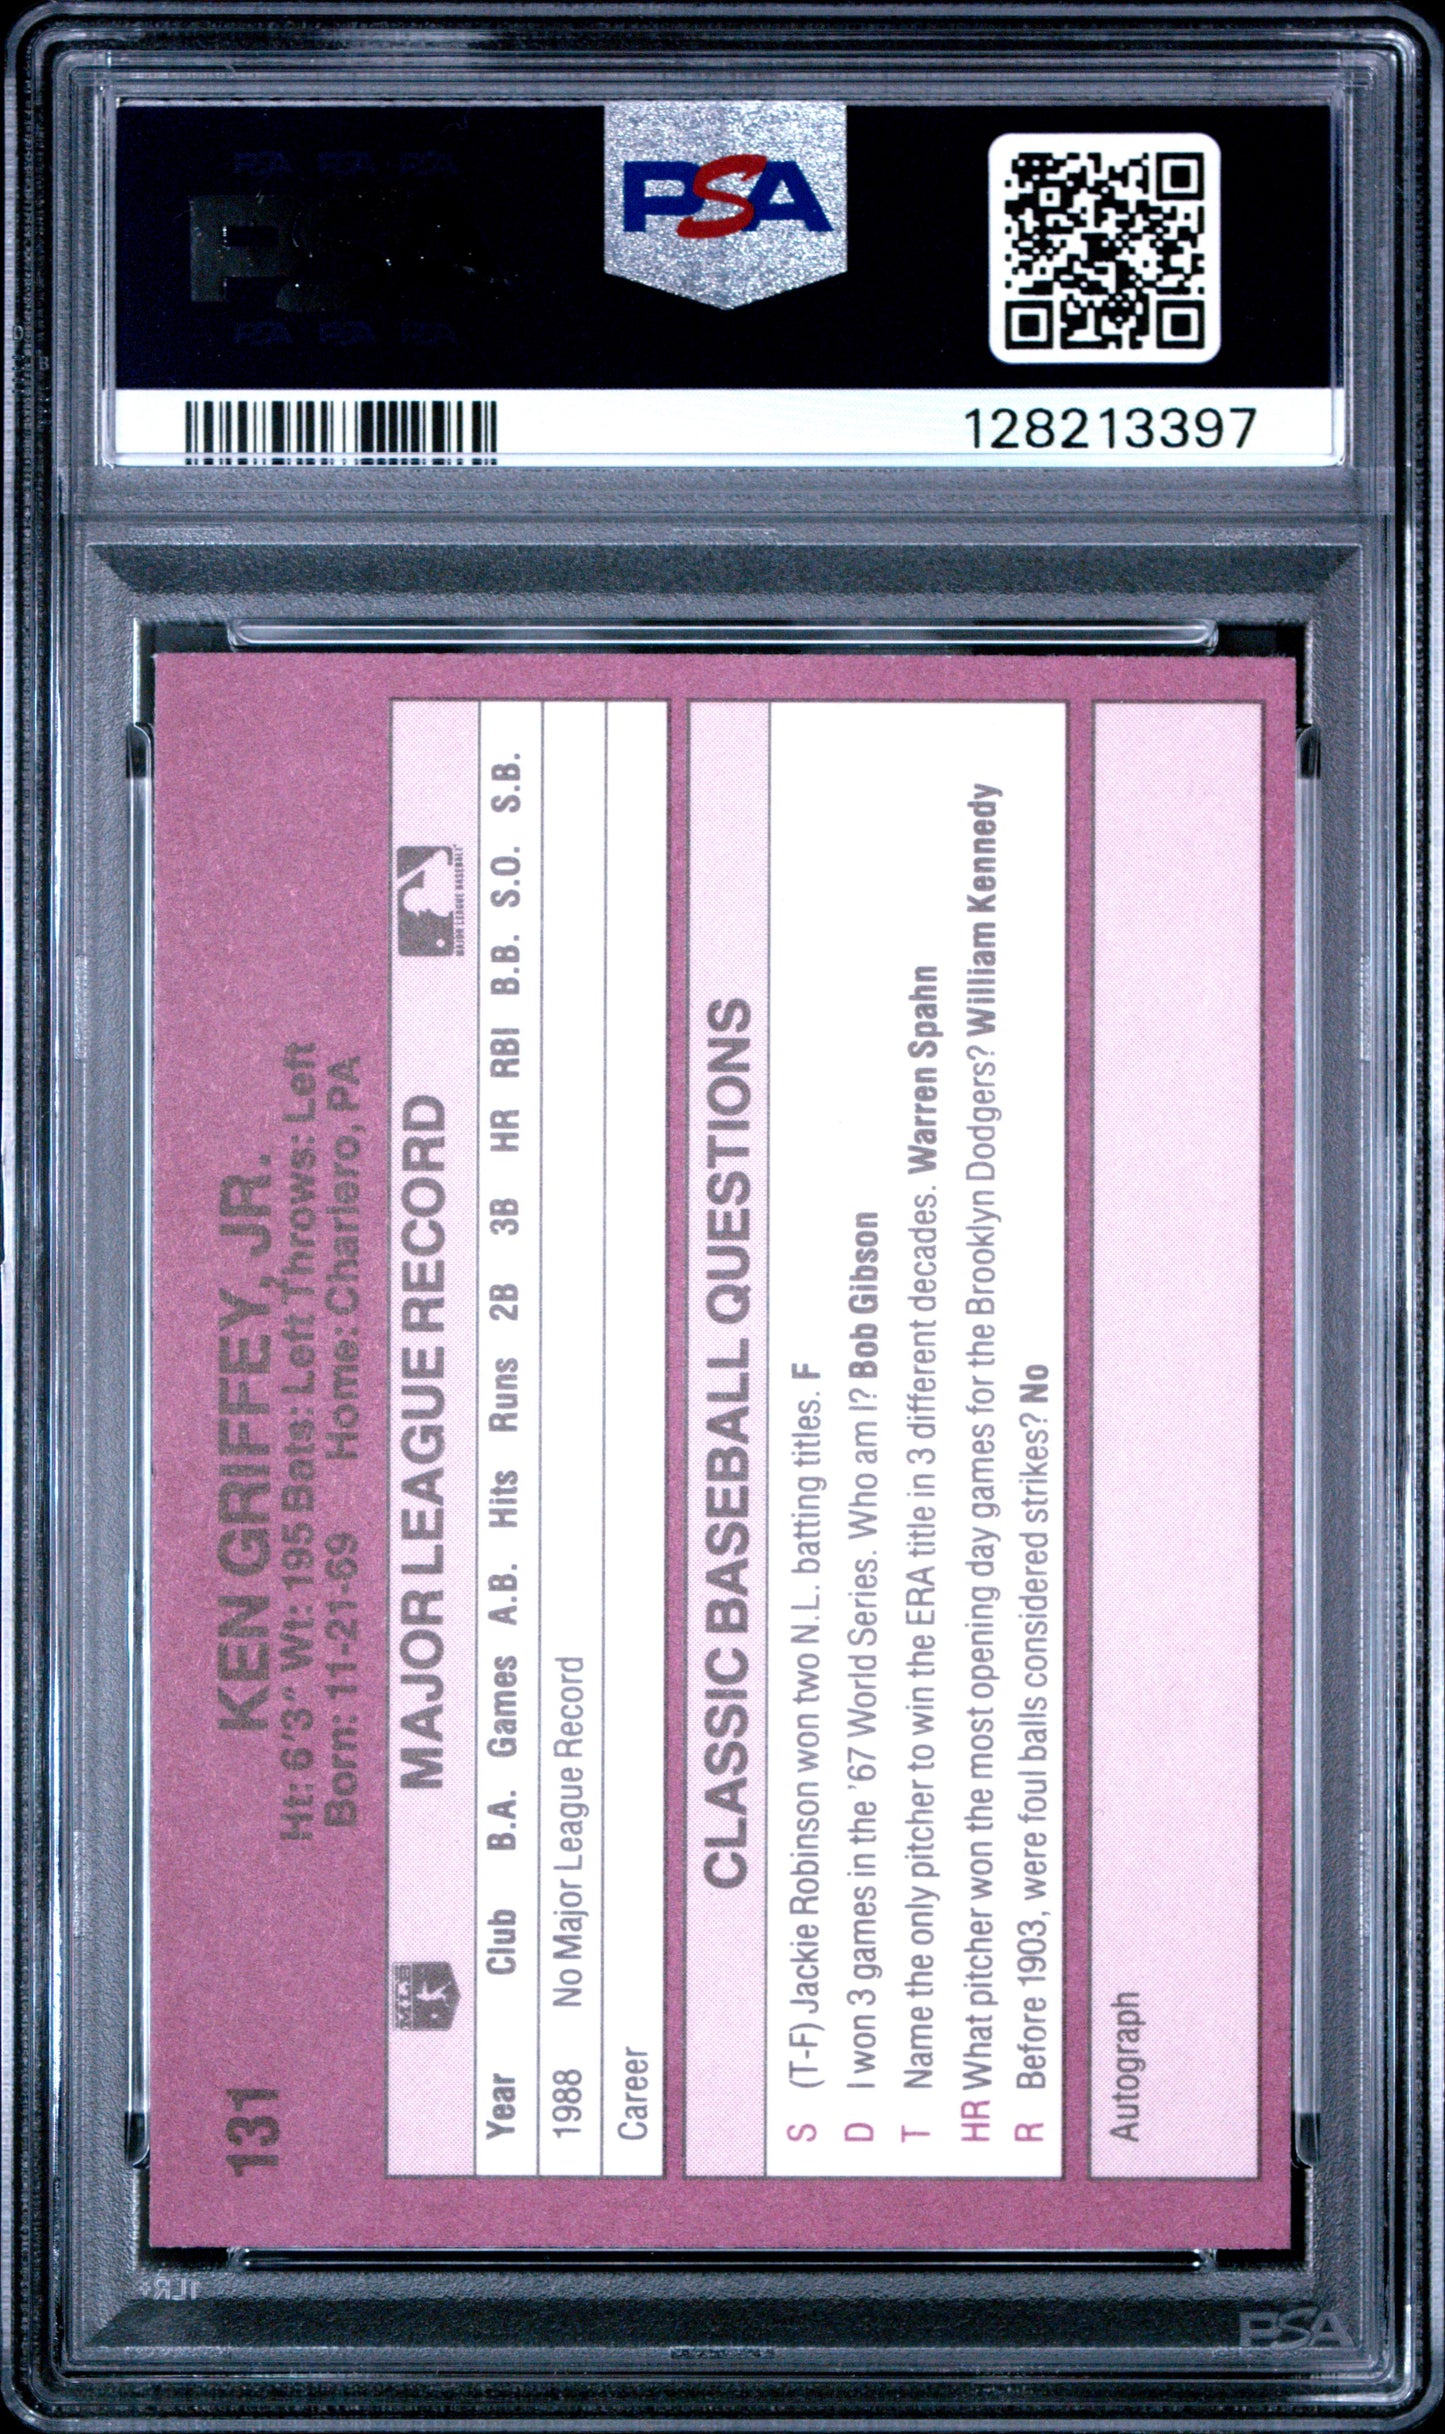 PSA
128213397
131
KEN GRIFFEY, JR.
Ht: 6'3" Wt: 195 Bats: Left Throws: Left
Born: 11-21-69 Home: Charlero, PA
MLB
MAJOR LEAGUE RECORD
MAJOR LEAGUE BASEBALL
Year Club B.A. Games A.B. Hits Runs 2B 3B HR RBI B.B. S.O. S.B.
1988 No Major League Record
Career
CLASSIC BASEBALL QUESTIONS
S (T-F) Jackie Robinson won two N.L. batting titles. F
D I won 3 games in the '67 World Series. Who am I? Bob Gibson
T Name the only pitcher to win the ERA title in 3 different decades. Warren Spahn
HR What pitcher won the most opening day games for the Brooklyn Dodgers? William Kennedy
R Before 1903, were foul balls considered strikes? No
Autograph
PSA